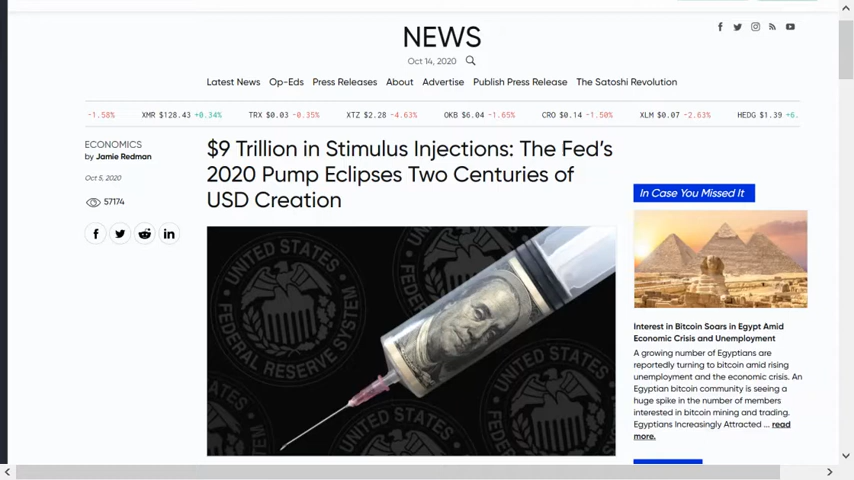 NEWS
Oct 14, 2020
Latest News Op-Eds Press Releases About Advertise Publish Press Release The Satoshi Revolution
-1.58% XMR $128.43 +0.34% TRX $0.03 -0.35% XTZ $2.28 -4.63% OKB $6.04 -1.65% CRO $0.14 -1.50% XLM $0.07 -2.63% HEDG $1.39 +6.
ECONOMICS
by Jamie Redman
Oct 5, 2020
57174
$9 Trillion in Stimulus Injections: The Fed's
2020 Pump Eclipses Two Centuries of
USD Creation
UNITED STATES
FEDERAL RESERVE SYSTEM
In Case You Missed It
Interest in Bitcoin Soars in Egypt Amid
Economic Crisis and Unemployment
A growing number of Egyptians are
reportedly turning to bitcoin amid rising
unemployment and the economic crisis. An
Egyptian bitcoin community is seeing a
huge spike in the number of members
interested in bitcoin mining and trading.
Egyptians Increasingly Attracted ... read
more.